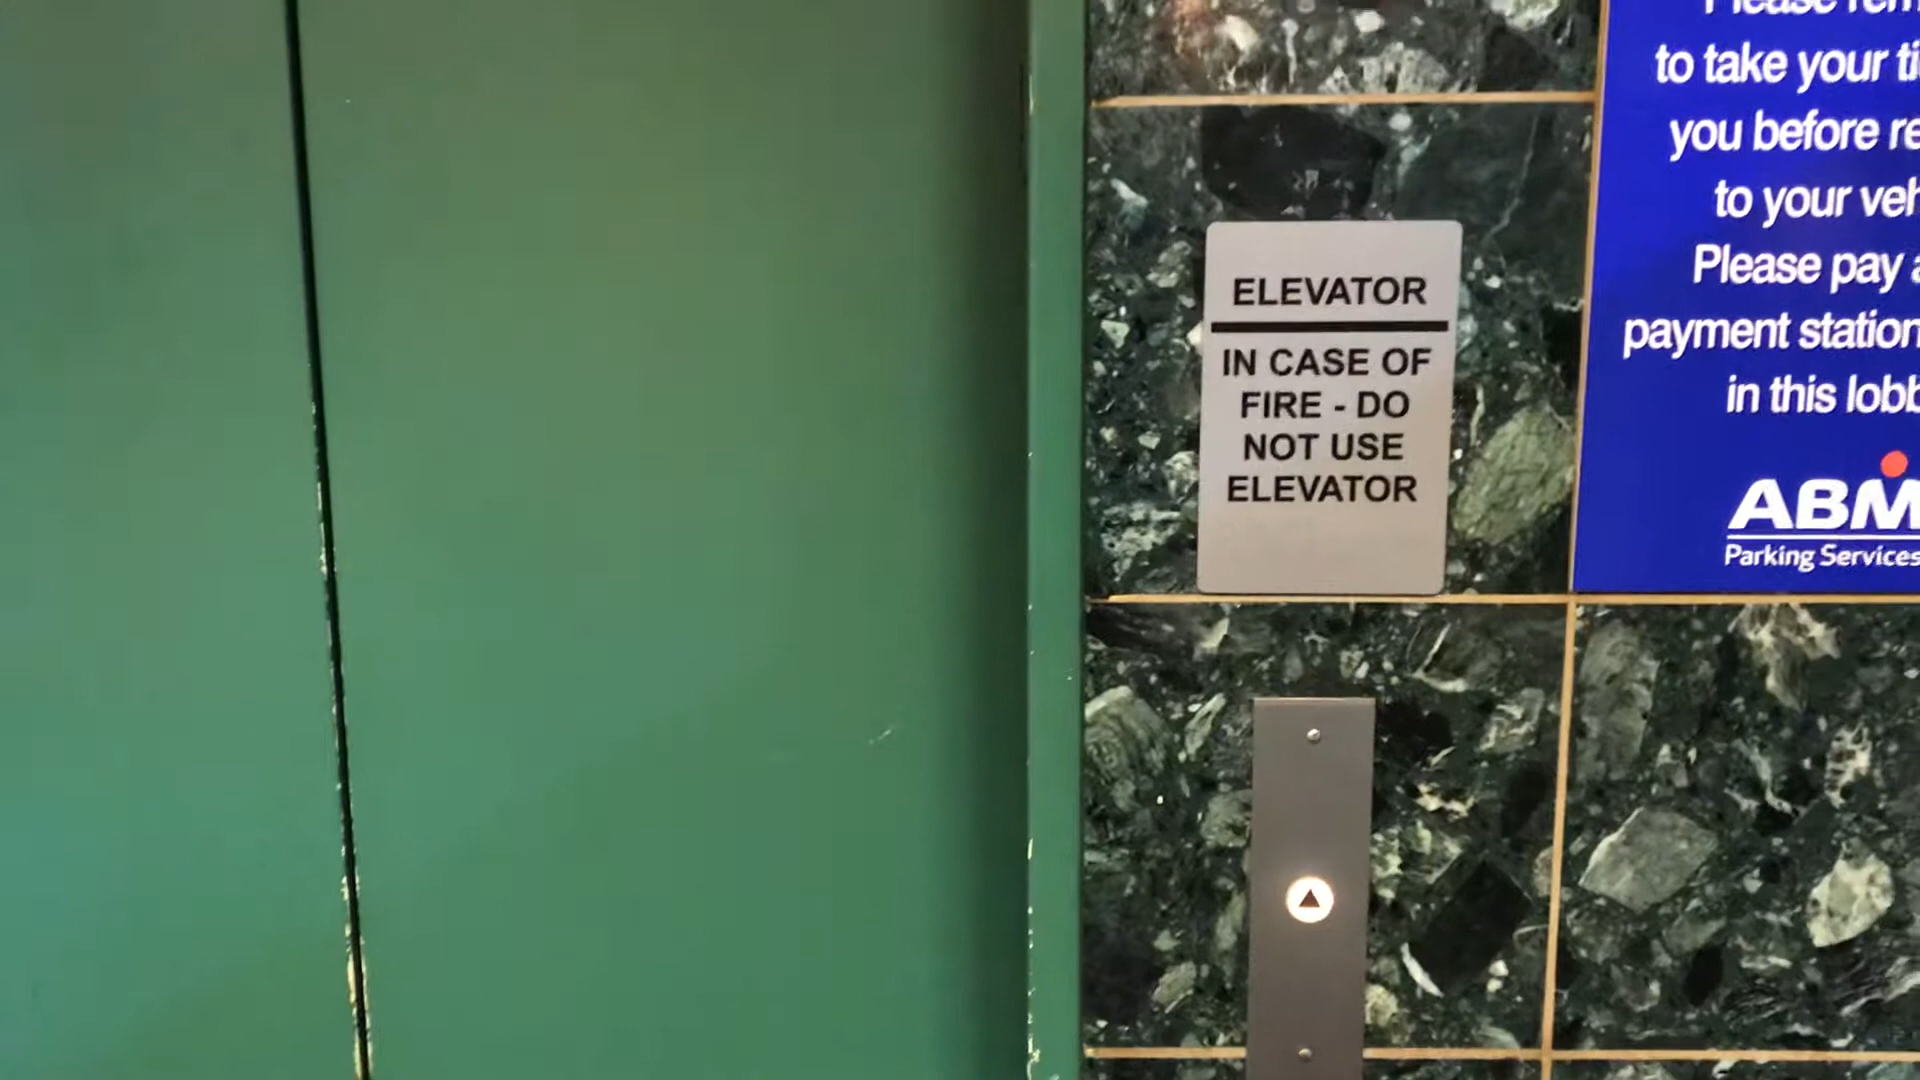 ELEVATOR
IN CASE OF
FIRE - DO
NOT USE
ELEVATOR
Please
to take your
you before
to your
Please pay
payment station
in this
ABM
Parking Services